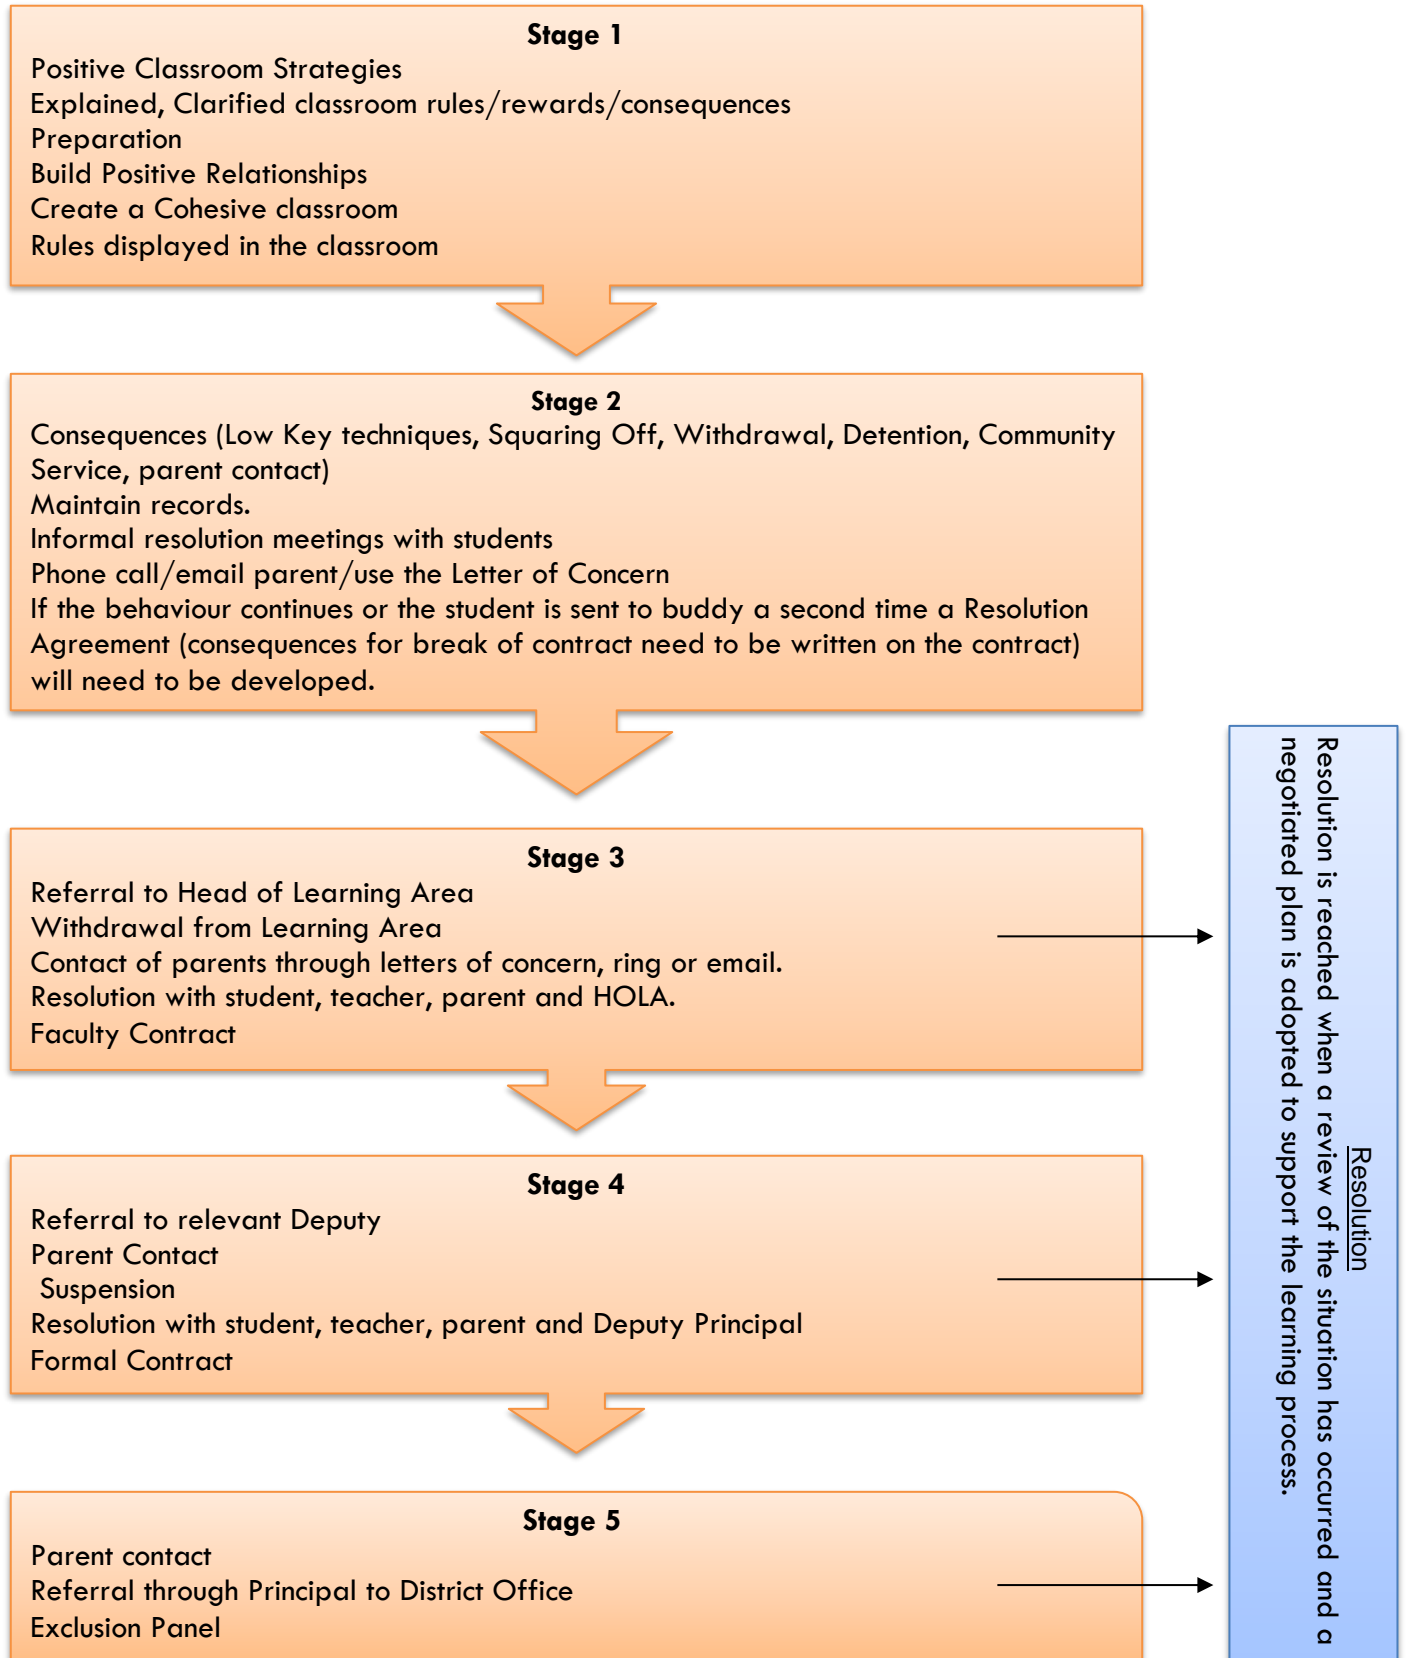 Stage 1
Positive Classroom Strategies
Explained, Clarified classroom rules/rewards/consequences
Preparation
Build Positive Relationships
Create a Cohesive classroom
Rules displayed in the classroom
Stage 2
Consequences (Low Key techniques, Squaring Off, Withdrawal, Detention, Community
Service, parent contact)
Maintain records.
Informal resolution meetings with students
Phone call/email parent/use the Letter of Concern
If the behaviour continues or the student is sent to buddy a second time a Resolution
Agreement (consequences for break of contract need to be written on the contract)
will need to be developed.
Stage 3
Referral to Head of Learning Area
Withdrawal from Learning Area
Contact of parents through letters of concern, ring or email.
Resolution with student, teacher, parent and HOLA.
Faculty Contract
Stage 4
Referral to relevant Deputy
Parent Contact
Suspension
Resolution with student, teacher, parent and Deputy Principal
Formal Contract
Stage 5
Parent contact
Referral through Principal to District Office
Exclusion Panel
Resolution
Resolution is reached when a review of the situation has occurred and a
negotiated plan is adopted to support the learning process.